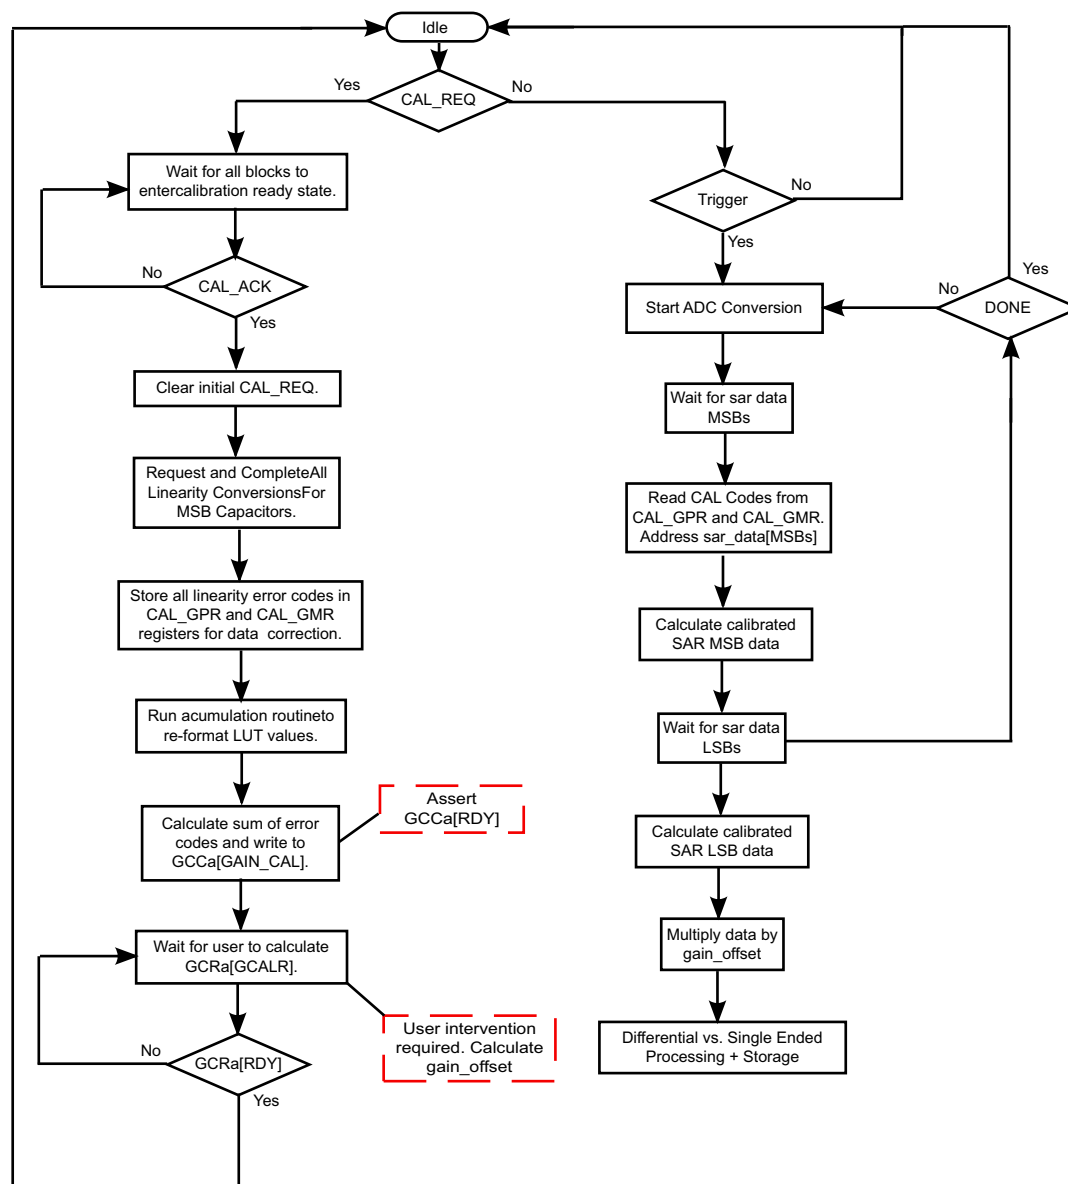 Idle
Yes
CAL_REQ
No
Wait for all blocks to
entercalibration ready state.
No
CAL_ACK
Yes
Clear initial CAL_REQ.
Request and CompleteAll
Linearity ConversionsFor
MSB Capacitors.
Store all linearity error codes in
CAL_GPR and CAL_GMR
registers for data correction.
Run acumulation routineto
re-format LUT values.
Calculate sum of error
codes and write to
GCCa[GAIN_CAL].
Assert
GCCa[RDY]
Wait for user to calculate
GCRa[GCALR].
User intervention
required. Calculate
gain_offset
No
GCRa[RDY]
Yes
Trigger
No
Yes
Start ADC Conversion
No
Yes
DONE
Wait for sar data
MSBs
Read CAL Codes from
CAL_GPR and CAL_GMR.
Address sar_data[MSBs]
Calculate calibrated
SAR MSB data
Wait for sar data
LSBs
Calculate calibrated
SAR LSB data
Multiply data by
gain_offset
Differential vs. Single Ended
Processing + Storage